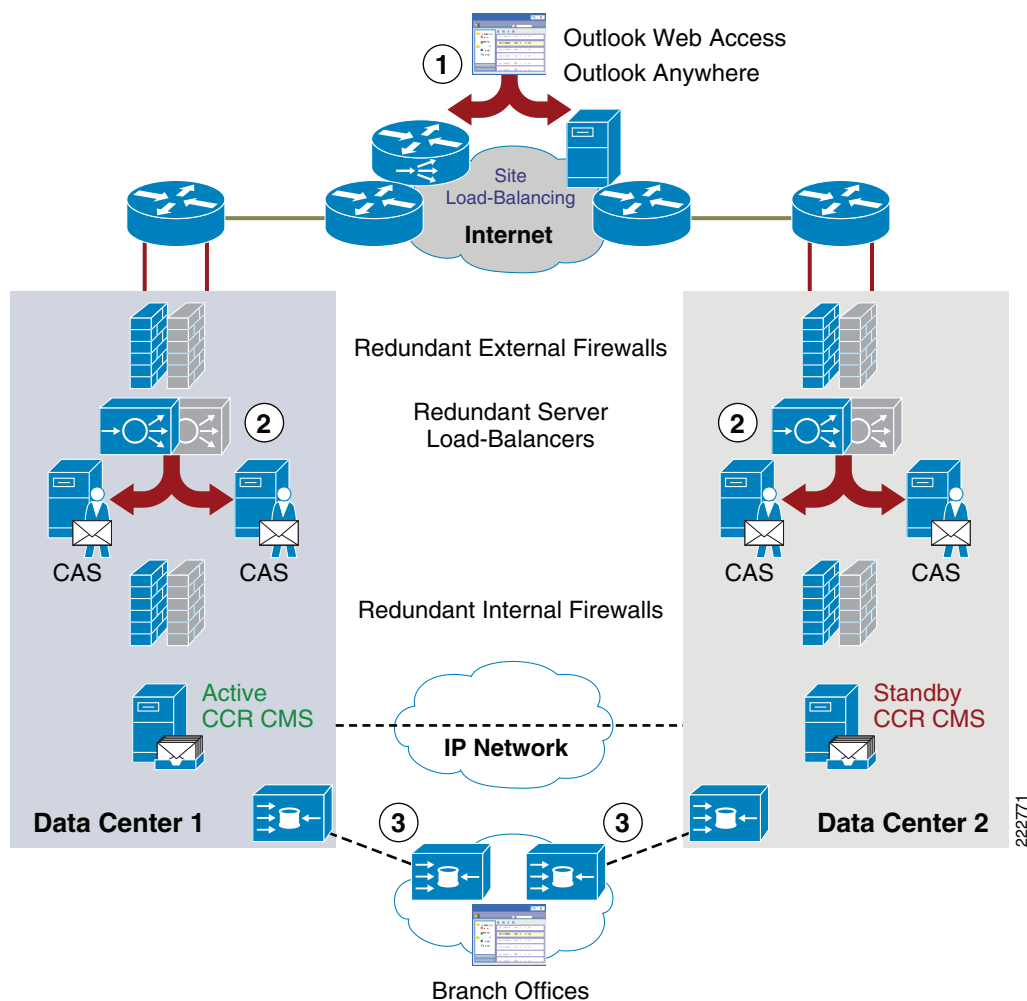 1
Outlook Web Access
Outlook Anywhere
Site
Load-Balancing
Internet
Redundant External Firewalls
2
Redundant Server
Load-Balancers
2
CAS
CAS
CAS
CAS
Redundant Internal Firewalls
Active
CCR CMS
IP Network
Standby
CCR CMS
Data Center 1
3
3
Data Center 2
222771
Branch Offices